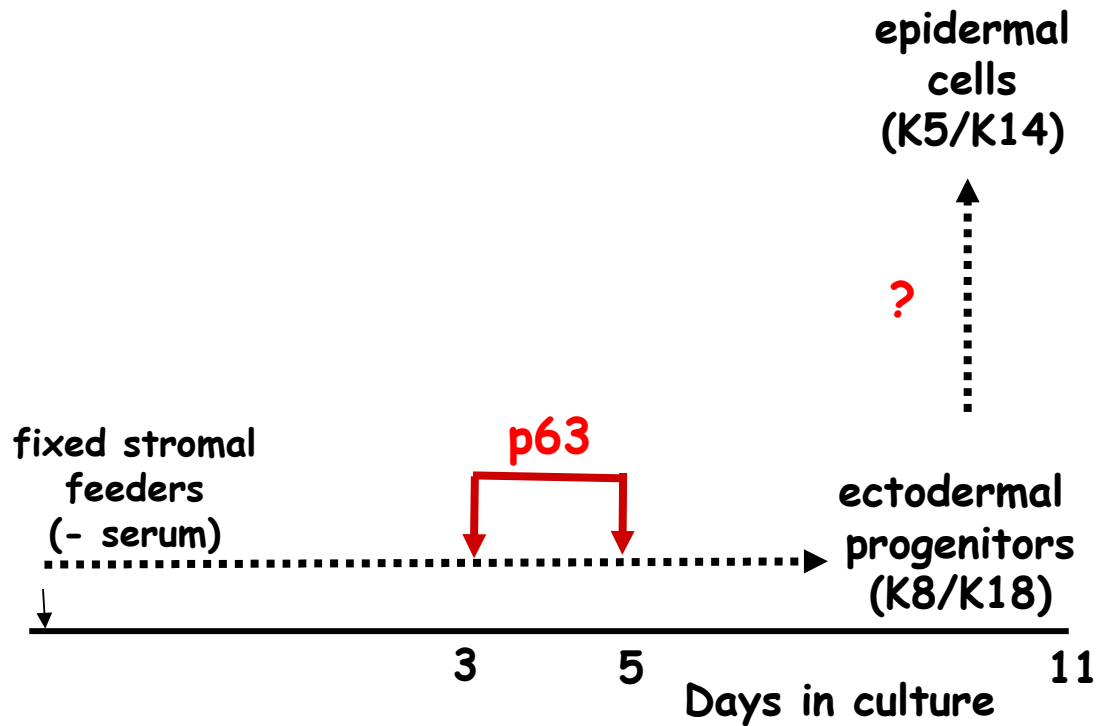 epidermal
cells
(K5/K14)
?
fixed stromal
feeders
(- serum)
p63
ectodermal
progenitors
(K8/K18)
3
5
11
Days in culture